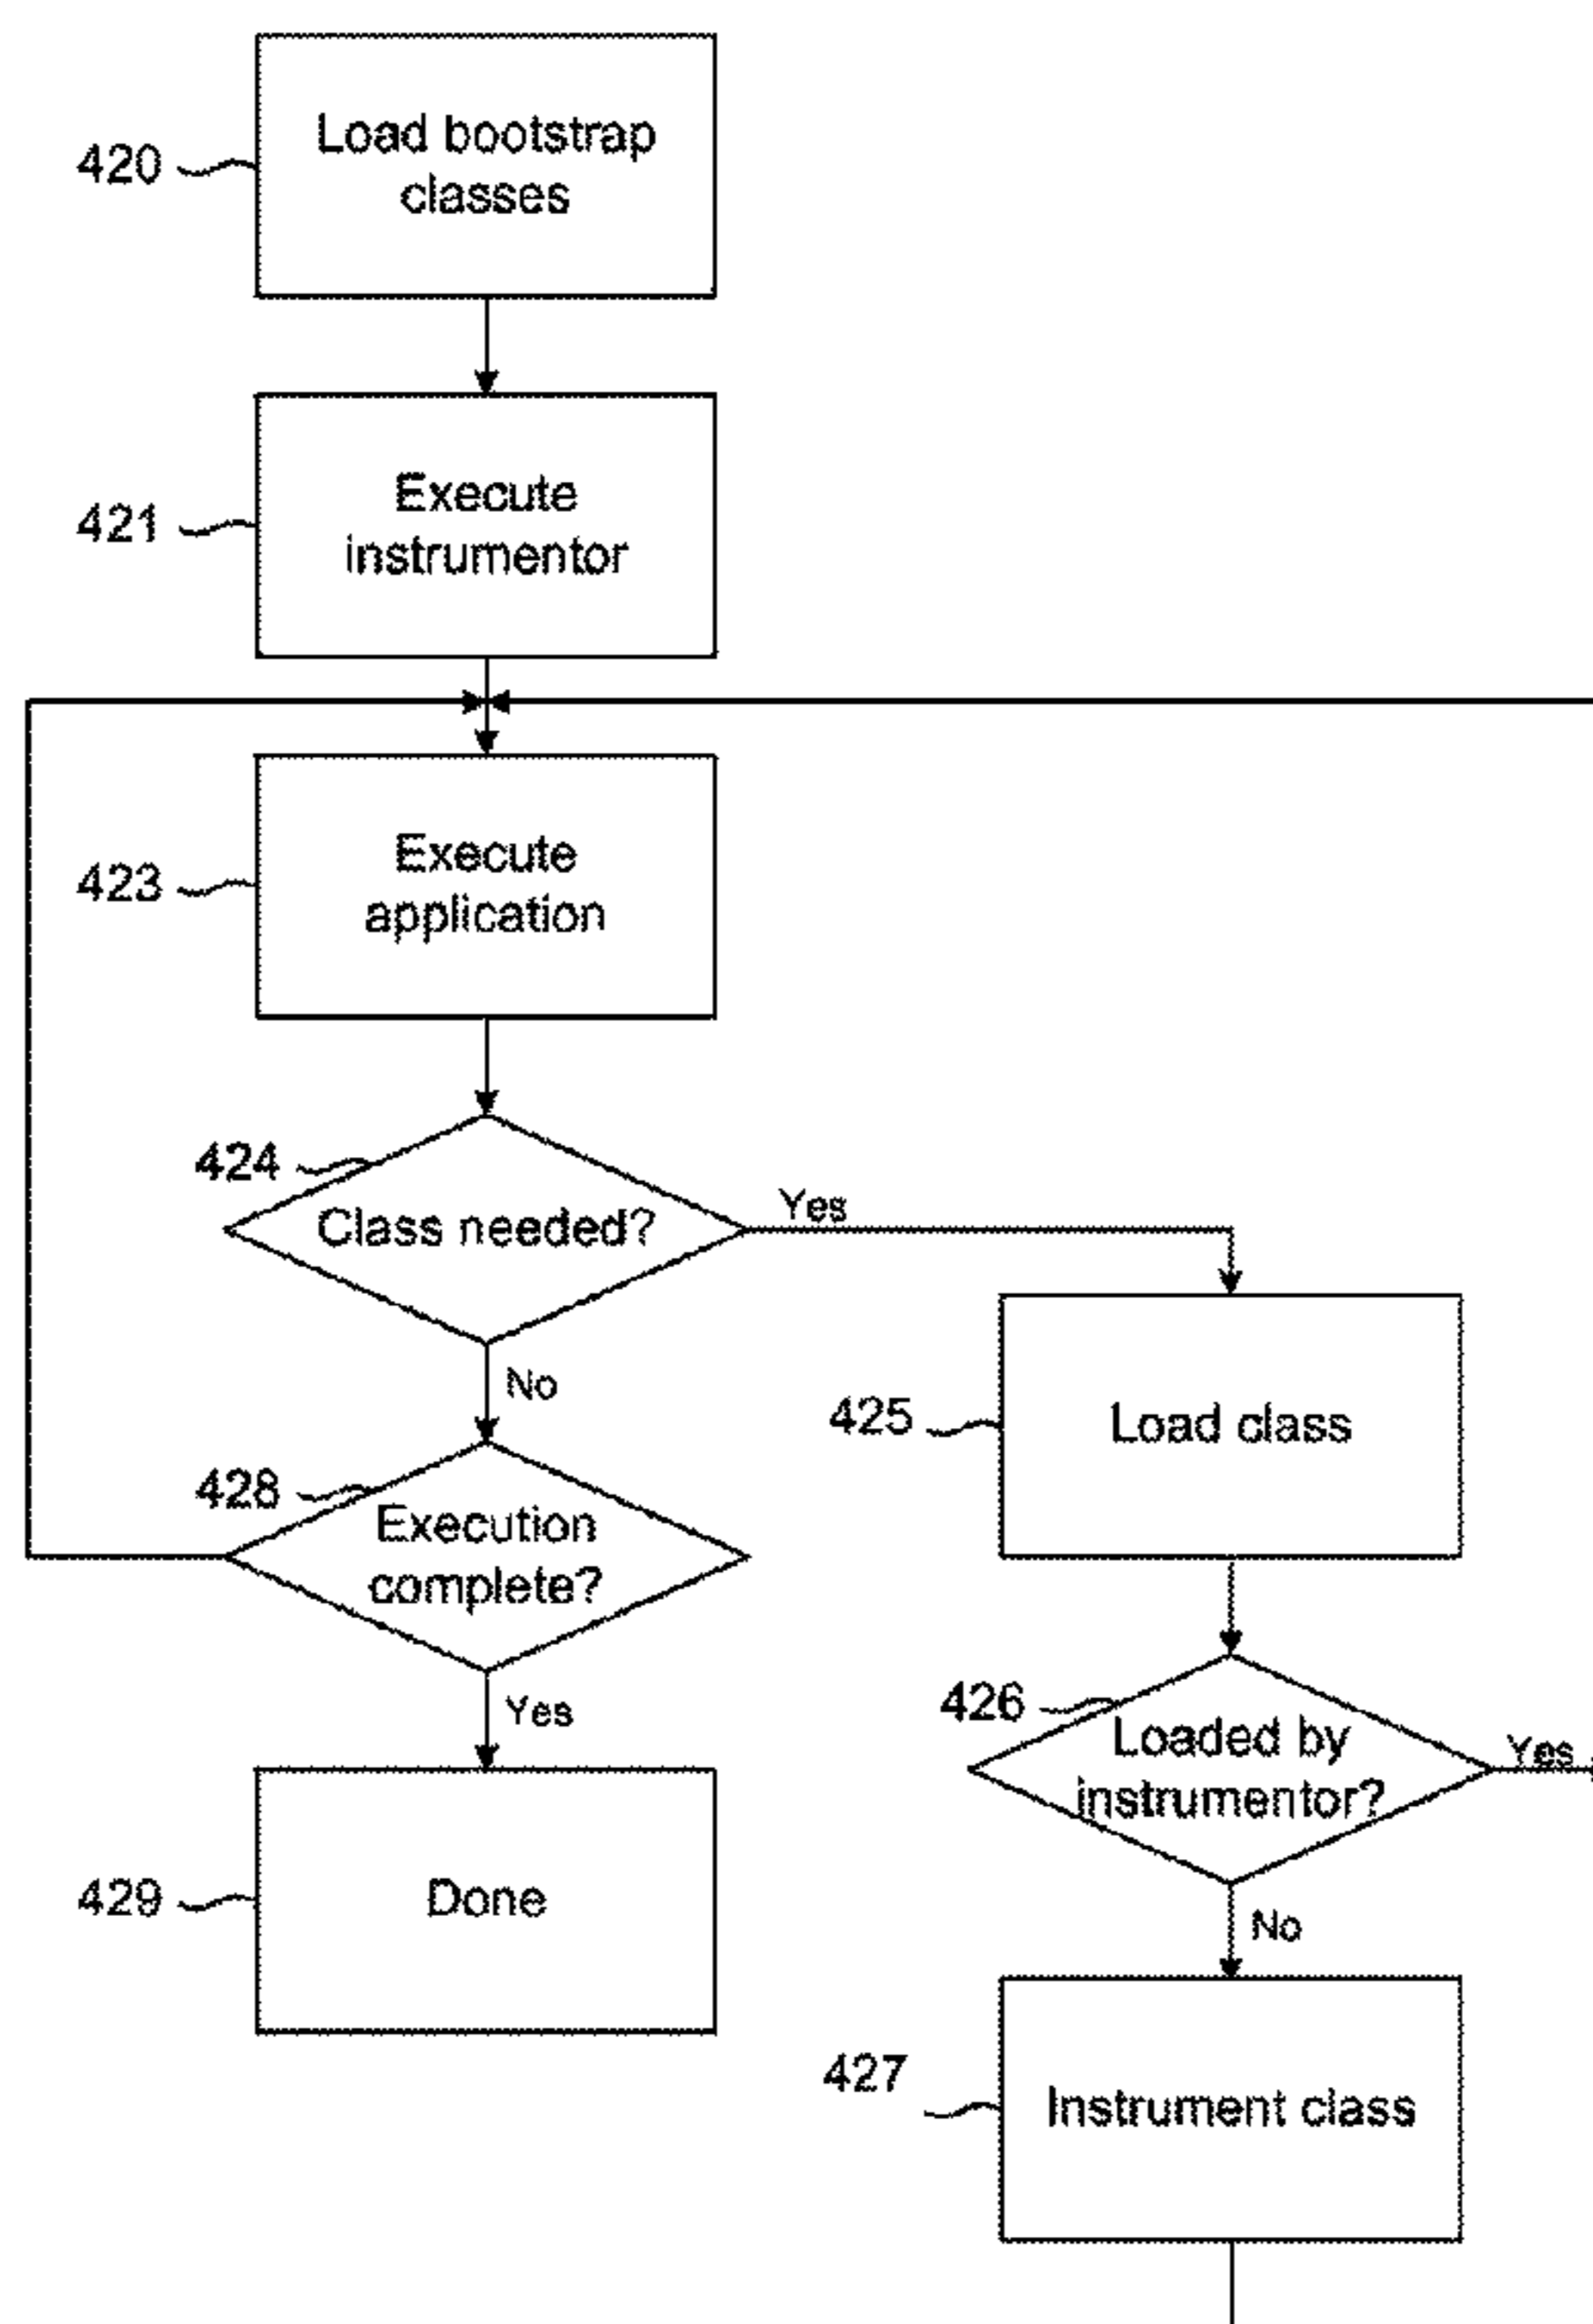 420
Load bootstrap
classes
421
Execute
instrumentor
423
Execute
application
424
Class needed?
Yes
No
425
Load class
428
Execution
complete?
Yes
426
Loaded by
instrumentor?
Yes
No
429
Done
427
Instrument class